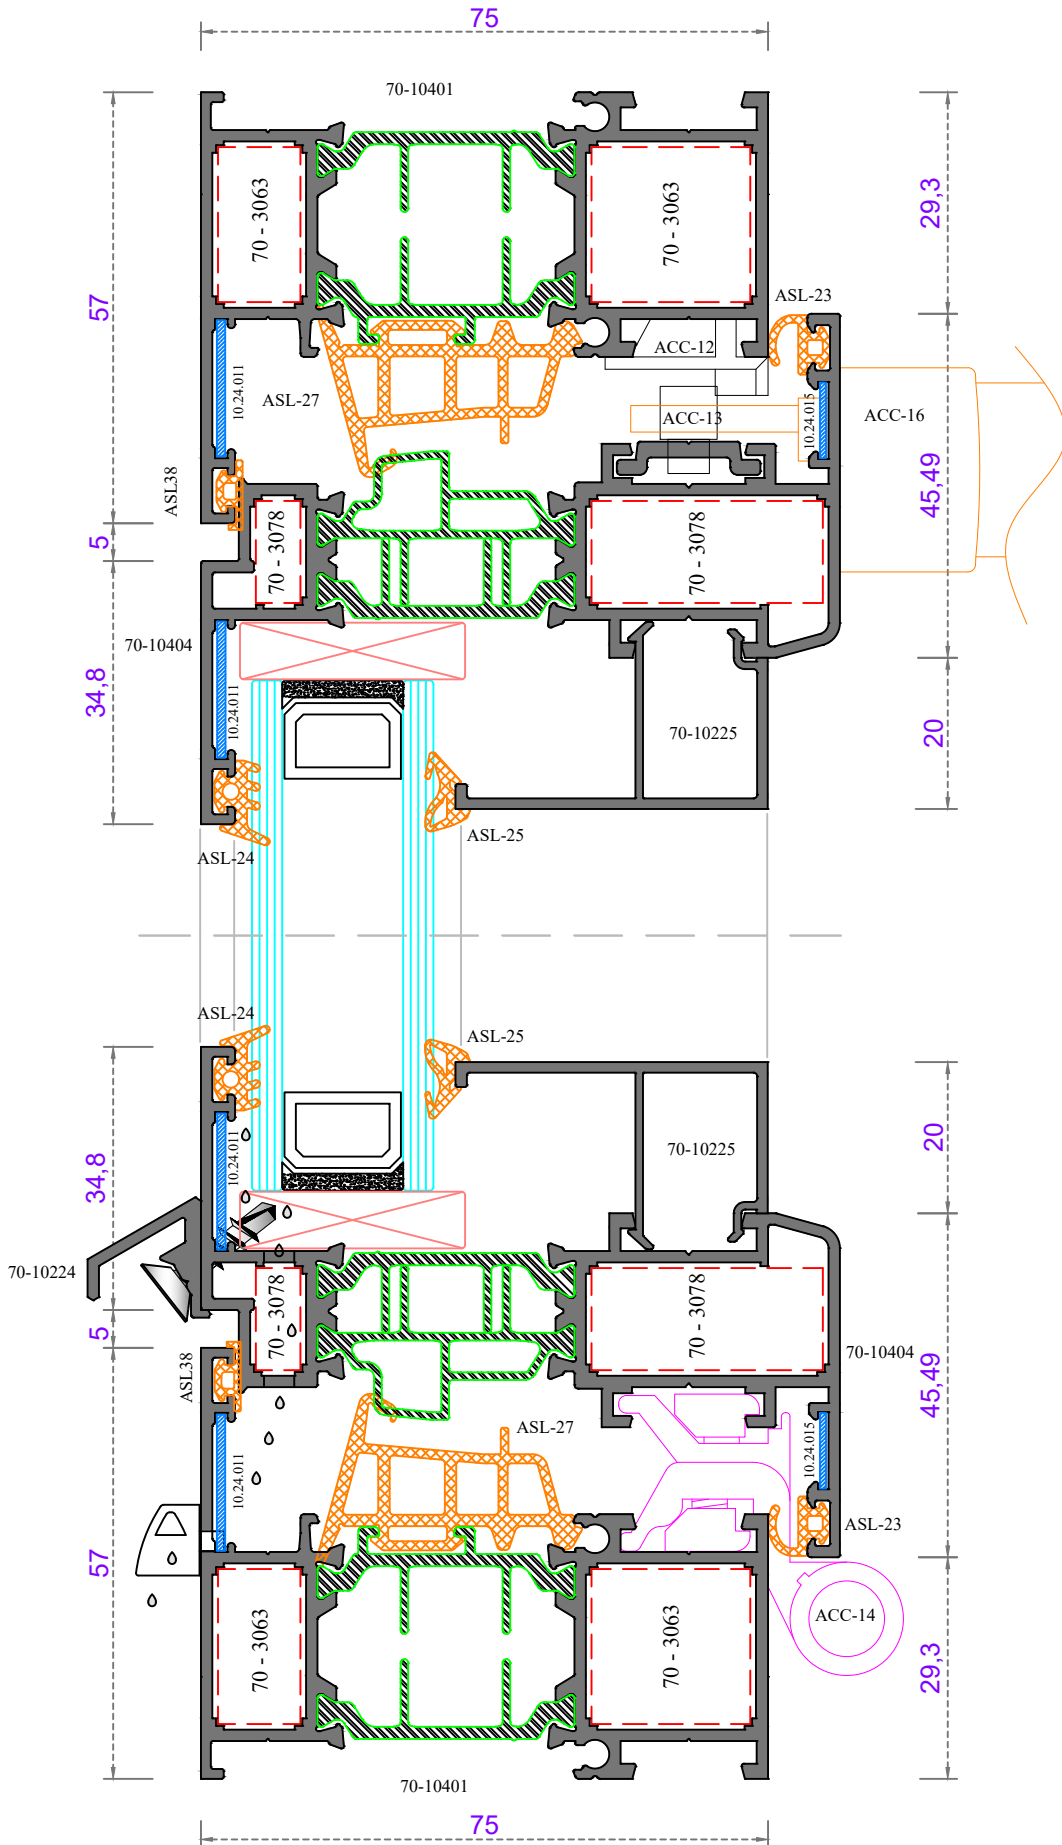 75
70-10401
70 - 3063
70 - 3063
29,3
57
ASL-23
ACC-12
10.24.011
ASL-27
ACC-13
10.24.015
ACC-16
ASL38
45,49
5
70 - 3078
70 - 3078
70-10404
34,8
10.24.011
70-10225
20
ASL-25
ASL-24
ASL-24
ASL-25
34,8
10.24.011
70-10225
20
70-10224
70 - 3078
70 - 3078
5
ASL38
70-10404
45,49
ASL-27
10.24.011
10.24.015
ASL-23
57
70 - 3063
70 - 3063
ACC-14
29,3
70-10401
75